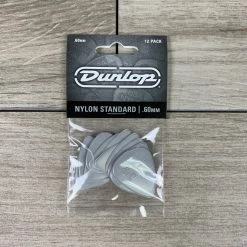 .60mm 12 PACK
Dunlop
NYLON STANDARD .60MM